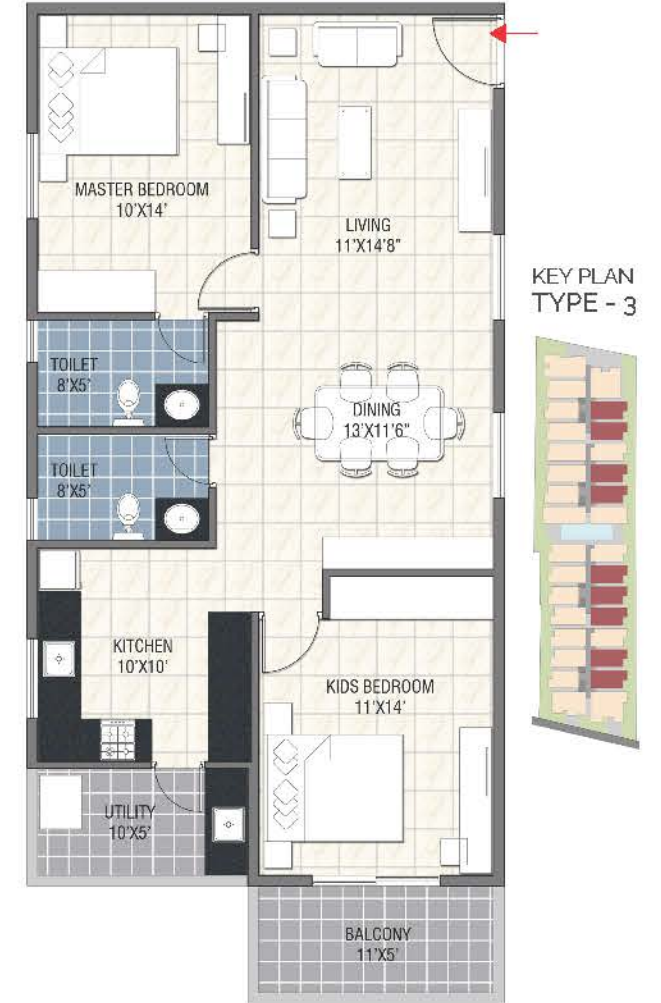 MASTER BEDROOM
10'X14'
LIVING
11'X14'8"
KEY PLAN
TYPE - 3
TOILET
8'X5'
DINING
13'X11'6"
TOILET
8'X5'
KITCHEN
10'X10'
KIDS BEDROOM
11'X14'
UTILITY
10'X5'
BALCONY
11'X5'